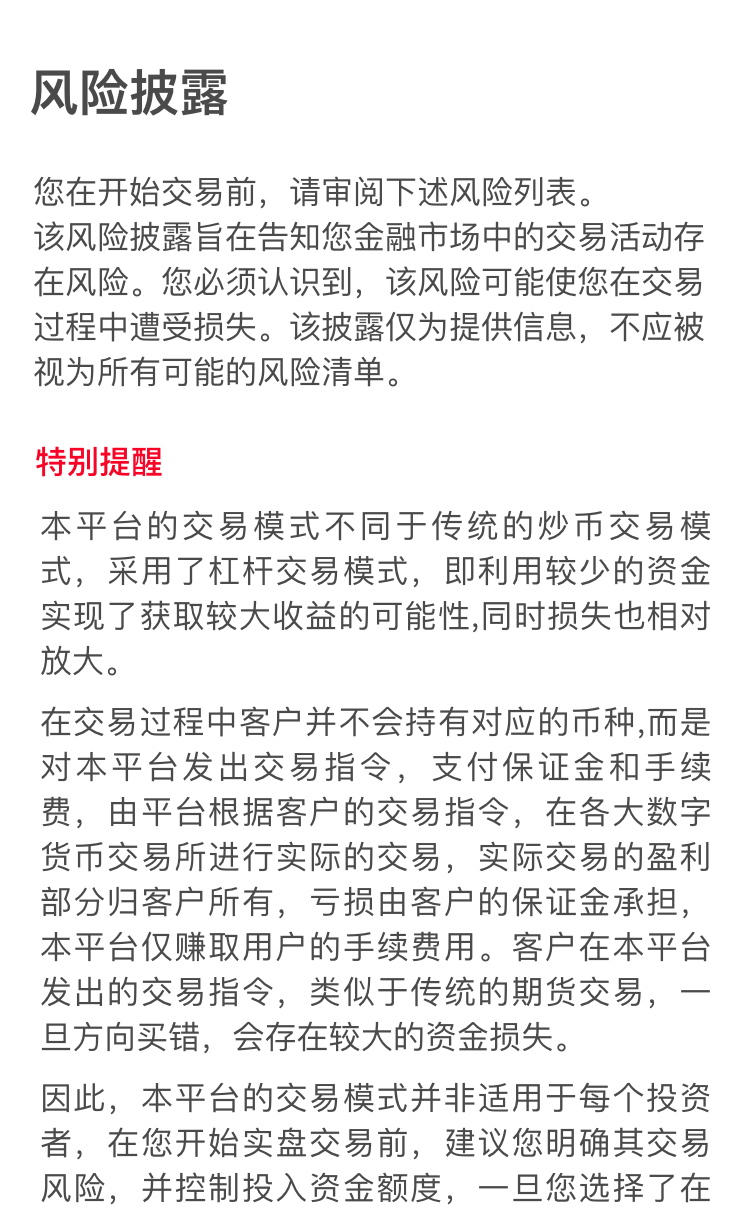 风险披露
您在开始交易前，请审阅下述风险列表。
该风险披露旨在告知您金融市场中的交易活动存
在风险。您必须认识到，该风险可能使您在交易
过程中遭受损失。该披露仅为提供信息，不应被
视为所有可能的风险清单。
特别提醒
本平台的交易模式不同于传统的炒币交易模
式，采用了杠杆交易模式，即利用较少的资金
实现了获取较大收益的可能性,同时损失也相对
放大。
在交易过程中客户并不会持有对应的币种,而是
对本平台发出交易指令，支付保证金和手续
费，由平台根据客户的交易指令，在各大数字
货币交易所进行实际的交易，实际交易的盈利
部分归客户所有，亏损由客户的保证金承担，
本平台仅赚取用户的手续费用。客户在本平台
发出的交易指令，类似于传统的期货交易，一
旦方向买错，会存在较大的资金损失。
因此，本平台的交易模式并非适用于每个投资
者，在您开始实盘交易前，建议您明确其交易
风险，并控制投入资金额度，一旦您选择了在